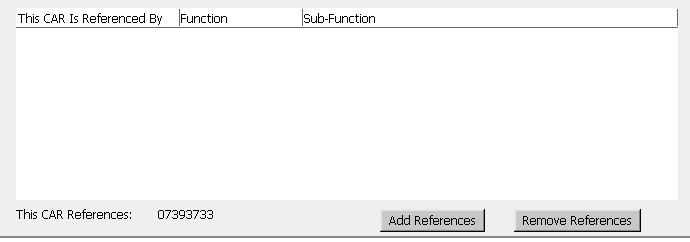 This CAR Is Referenced By Function Sub-Function
This CAR References: 07393733 Add References Remove References